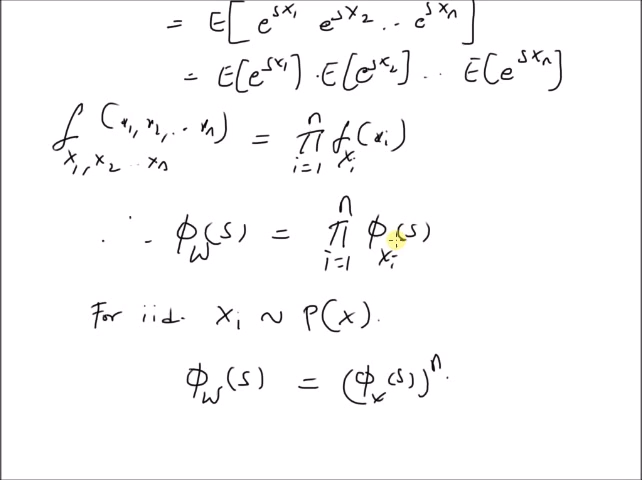 = E[ e^{sX_1} e^{sX_2} .. e^{sX_n} ]
= E[e^{sX_1}] · E[e^{sX_2}] .. E[e^{sX_n}]
f_{X_1, X_2 .. X_n} (x_1, x_2, .. x_n) = ∏_{i=1}^{n} f_{X_i}(x_i)
∴ ϕ_W(s) = ∏_{i=1}^{n} ϕ_{X_i}(s)
For iid. X_i ~ P(X).
ϕ_W(s) = (ϕ_X(s))^n.